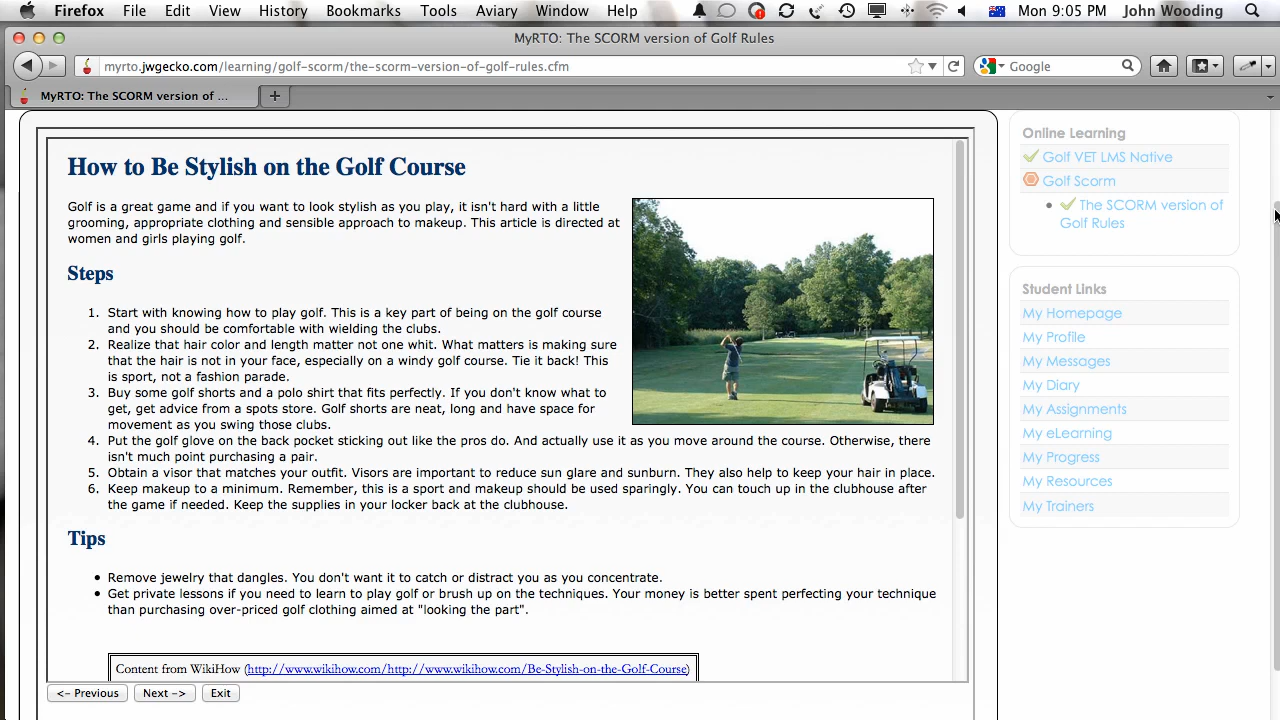 Firefox File Edit View History Bookmarks Tools Aviary Window Help Mon 9:05 PM John Wooding
MyRTO: The SCORM version of Golf Rules
myrto.jwgecko.com/learning/golf-scorm/the-scorm-version-of-golf-rules.cfm Google
MyRTO: The SCORM version of ... +
How to Be Stylish on the Golf Course
Golf is a great game and if you want to look stylish as you play, it isn't hard with a little
grooming, appropriate clothing and sensible approach to makeup. This article is directed at
women and girls playing golf.
Steps
1. Start with knowing how to play golf. This is a key part of being on the golf course
and you should be comfortable with wielding the clubs.
2. Realize that hair color and length matter not one whit. What matters is making sure
that the hair is not in your face, especially on a windy golf course. Tie it back! This
is sport, not a fashion parade.
3. Buy some golf shorts and a polo shirt that fits perfectly. If you don't know what to
get, get advice from a spots store. Golf shorts are neat, long and have space for
movement as you swing those clubs.
4. Put the golf glove on the back pocket sticking out like the pros do. And actually use it as you move around the course. Otherwise, there
isn't much point purchasing a pair.
5. Obtain a visor that matches your outfit. Visors are important to reduce sun glare and sunburn. They also help to keep your hair in place.
6. Keep makeup to a minimum. Remember, this is a sport and makeup should be used sparingly. You can touch up in the clubhouse after
the game if needed. Keep the supplies in your locker back at the clubhouse.
Tips
• Remove jewelry that dangles. You don't want it to catch or distract you as you concentrate.
• Get private lessons if you need to learn to play golf or brush up on the techniques. Your money is better spent perfecting your technique
than purchasing over-priced golf clothing aimed at "looking the part".
Content from WikiHow (http://www.wikihow.com/http://www.wikihow.com/Be-Stylish-on-the-Golf-Course)
<- Previous Next -> Exit
Online Learning
Golf VET LMS Native
Golf Scorm
• The SCORM version of
Golf Rules
Student Links
My Homepage
My Profile
My Messages
My Diary
My Assignments
My eLearning
My Progress
My Resources
My Trainers